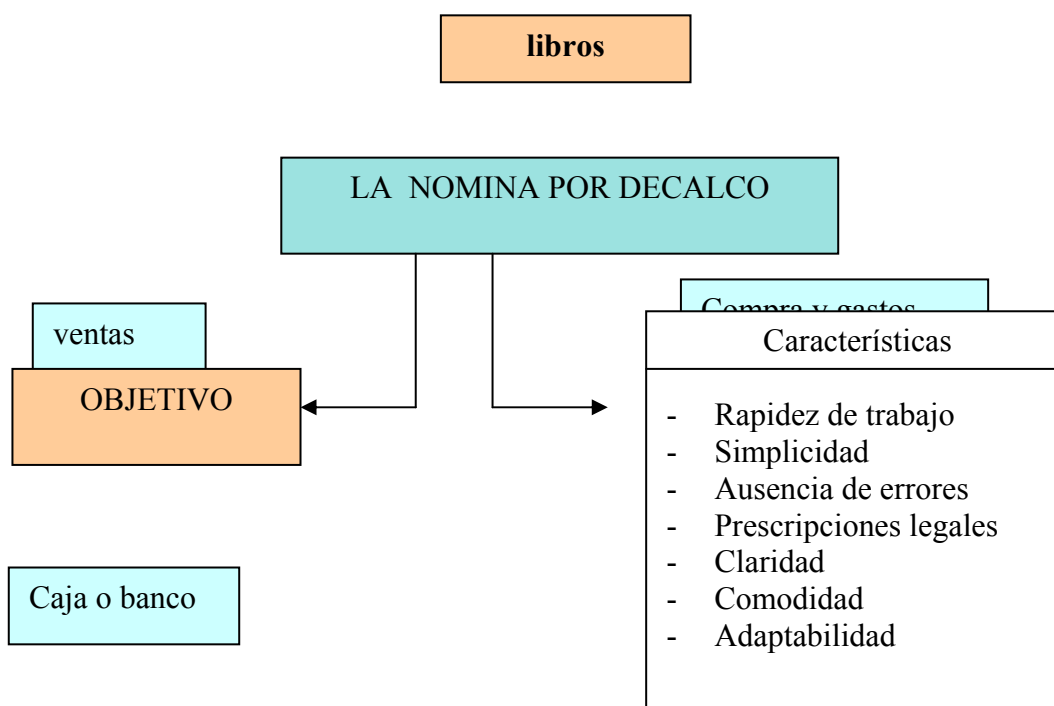 libros
LA NOMINA POR DECALCO
ventas
Compra y gastos
OBJETIVO
Características
- Rapidez de trabajo
- Simplicidad
- Ausencia de errores
- Prescripciones legales
- Claridad
- Comodidad
- Adaptabilidad
Caja o banco